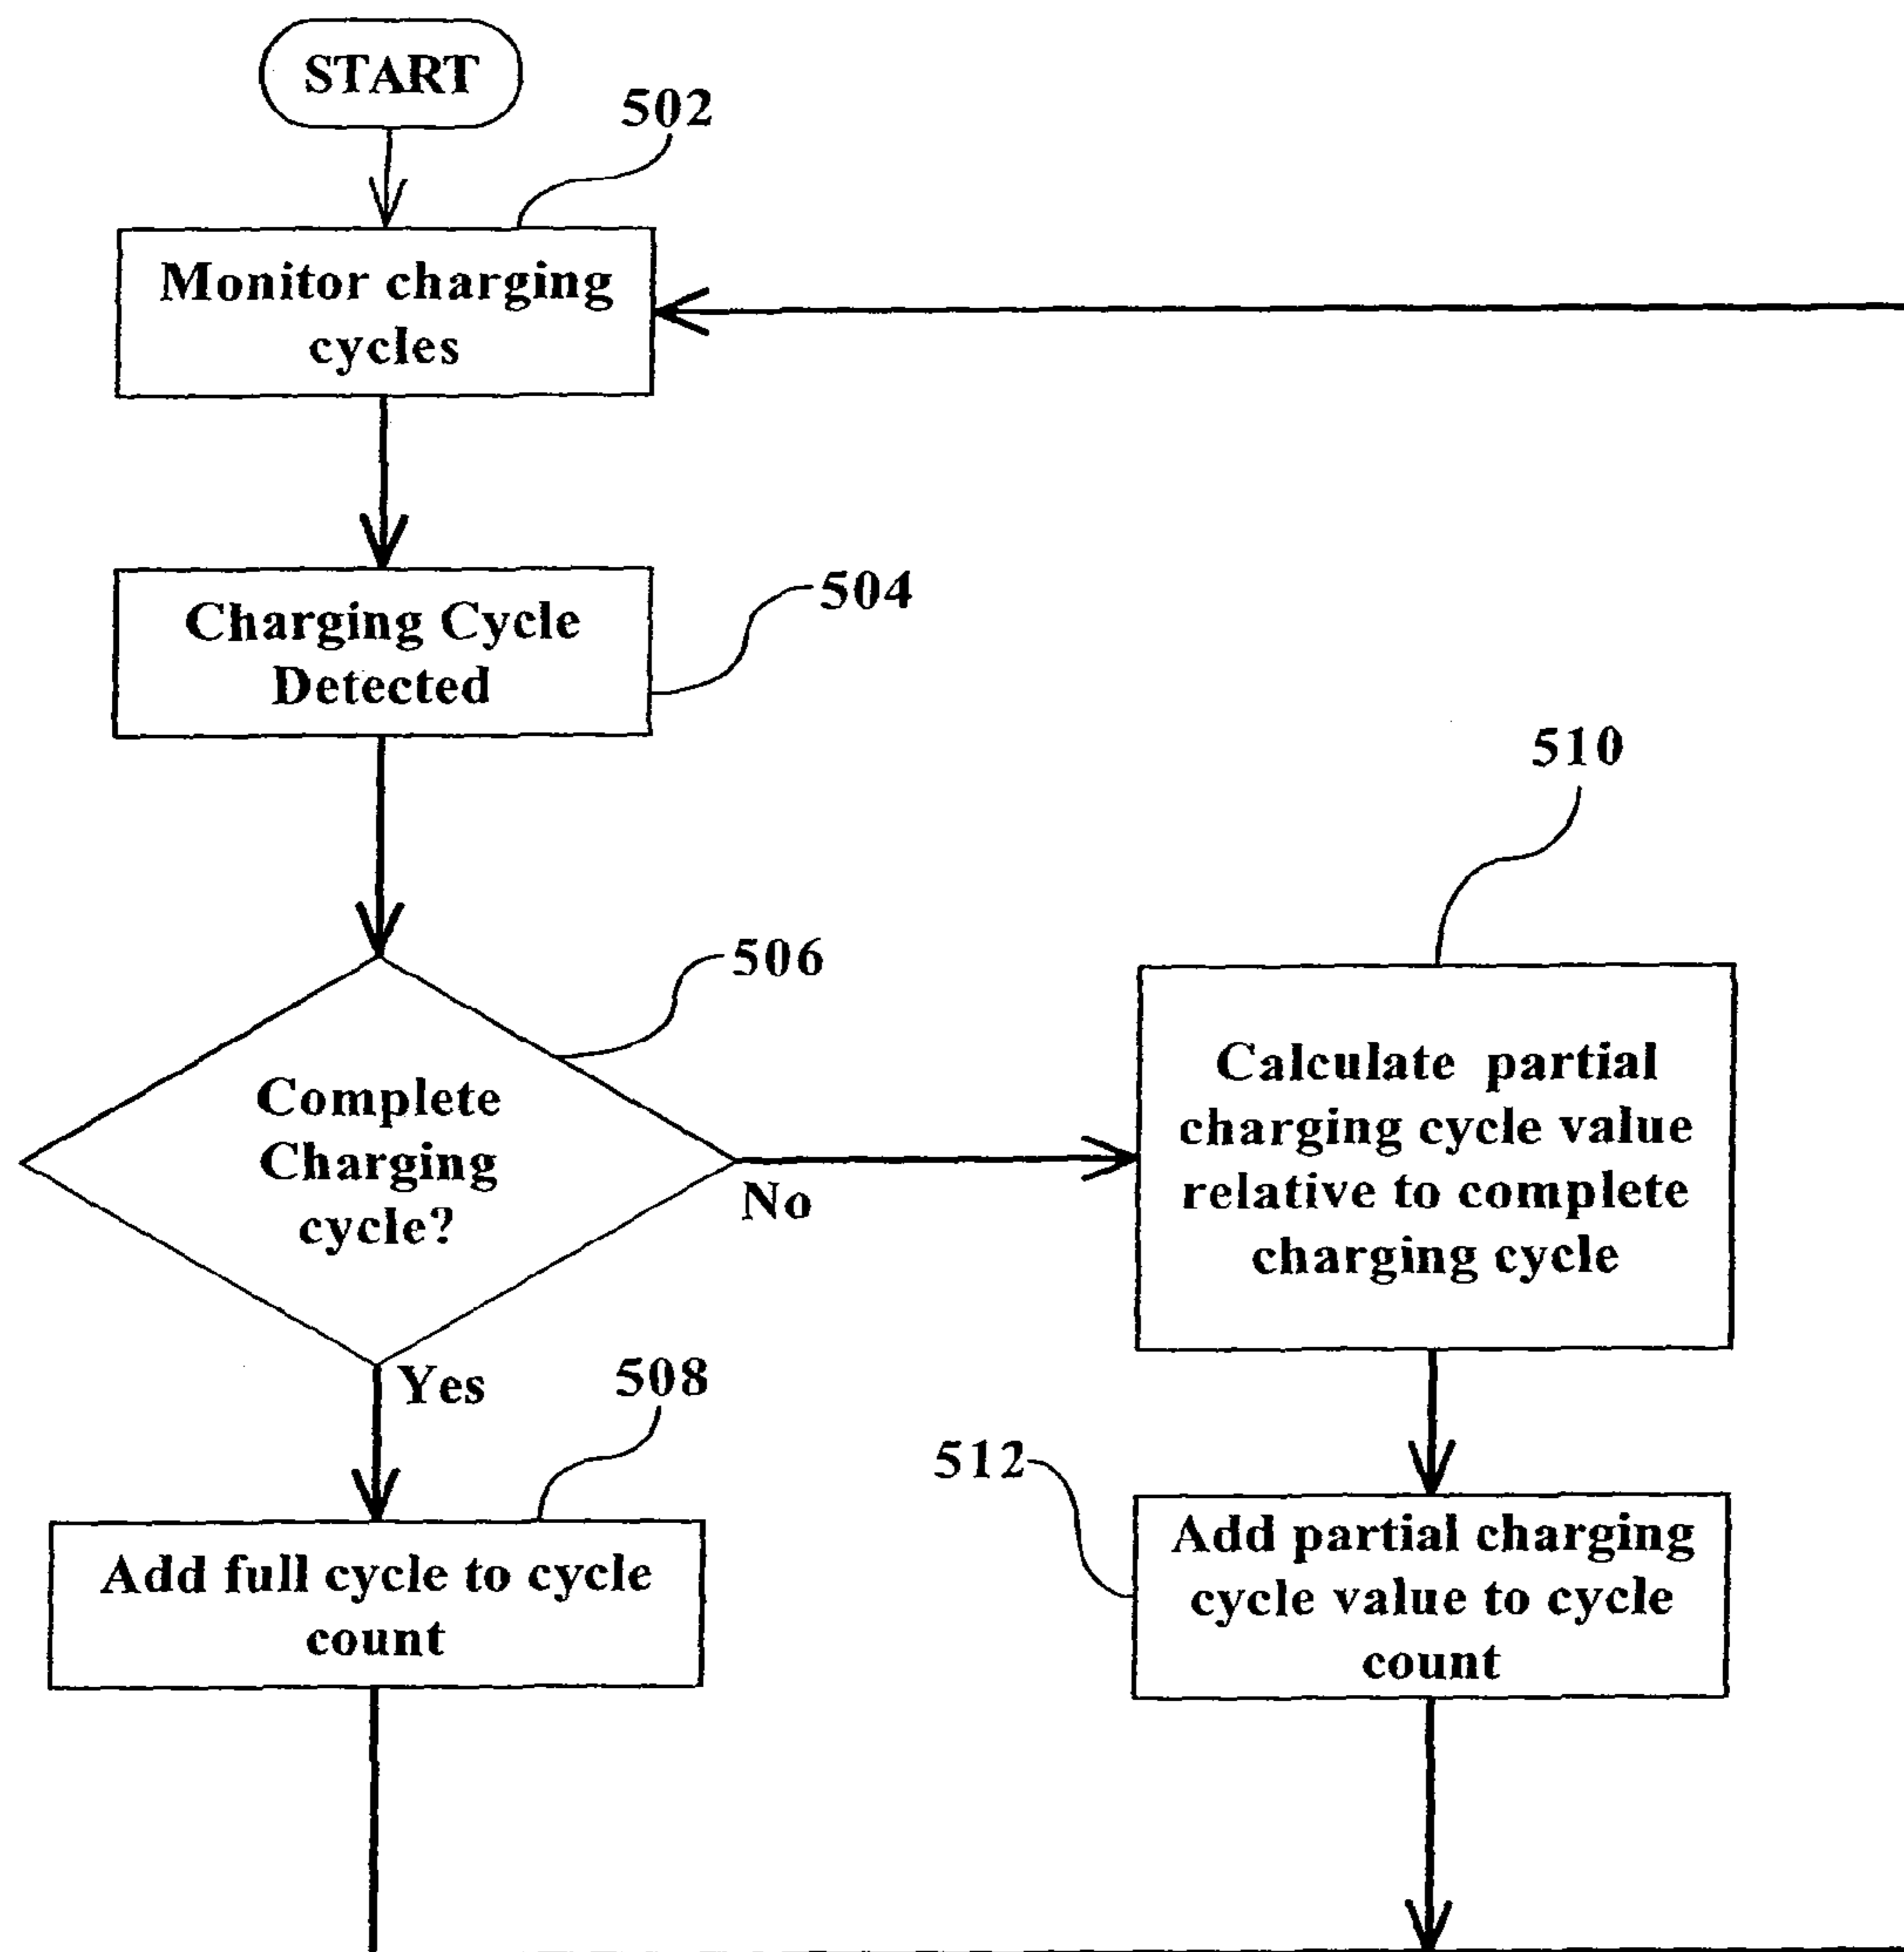 START
502
Monitor charging
cycles
Charging Cycle
Detected
504
510
506
Complete
Charging
cycle?
No
Calculate partial
charging cycle value
relative to complete
charging cycle
Yes
508
512
Add full cycle to cycle
count
Add partial charging
cycle value to cycle
count